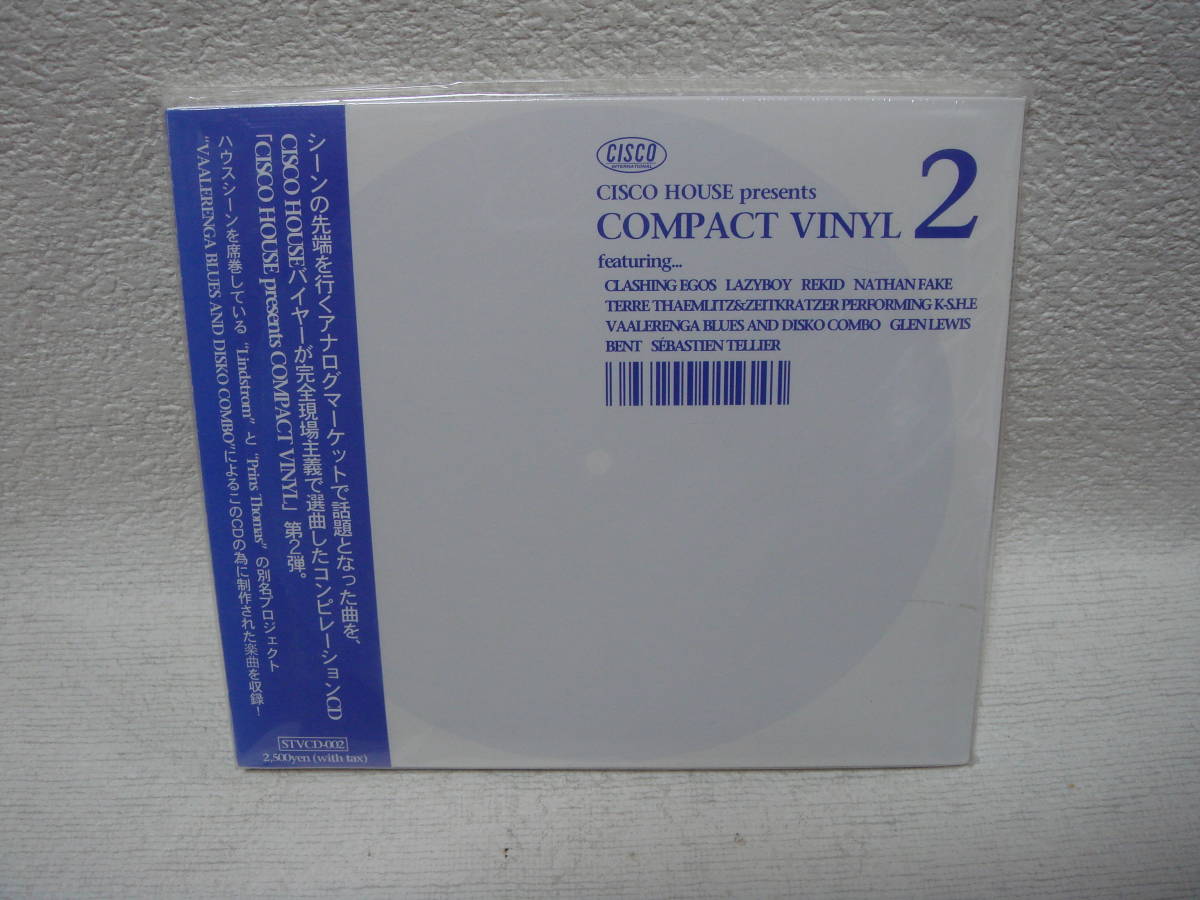 シーンの先端を行くアナログマーケットで話題となった曲を、
CISCO HOUSEバイヤーが完全現場主義で選曲したコンピレーションCD
「CISCO HOUSE presents COMPACT VINYL」第2弾。
ハウスシーンを席巻している "Lindstrom" と "Prins Thomas" の別名プロジェクト
"VAALERENGA BLUES AND DISKO COMBO"によるこのCDの為に制作された楽曲を収録！
STVCD-002
2,500yen (with tax)
CISCO
INTERNATIONAL
CISCO HOUSE presents
COMPACT VINYL 2
featuring...
CLASHING EGOS LAZYBOY REKID NATHAN FAKE
TERRE THAEMLITZ&ZEITKRATZER PERFORMING K-S.H.E
VAALERENGA BLUES AND DISKO COMBO GLEN LEWIS
BENT SÉBASTIEN TELLIER